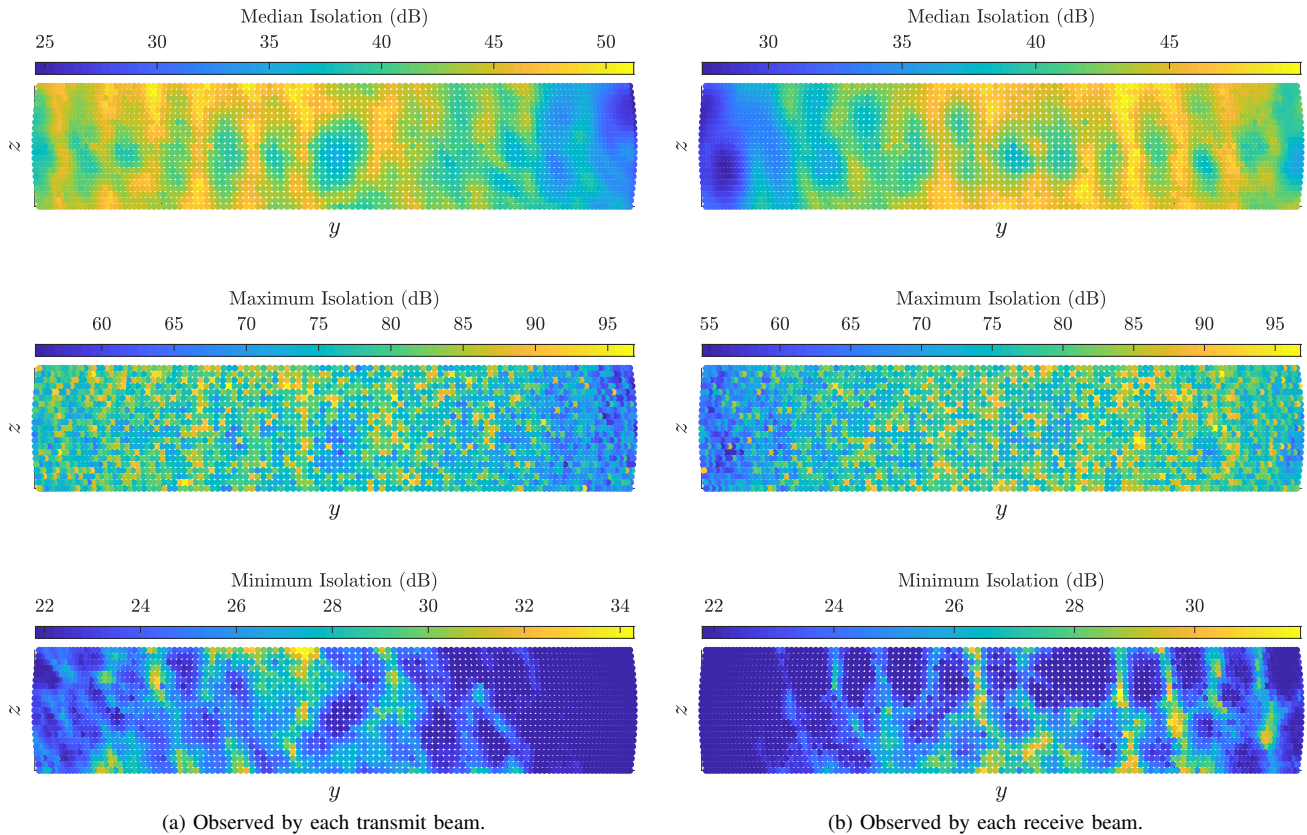 Median Isolation (dB)
25 30 35 40 45 50
z
y
Maximum Isolation (dB)
60 65 70 75 80 85 90 95
z
y
Minimum Isolation (dB)
22 24 26 28 30 32 34
z
y
(a) Observed by each transmit beam.
Median Isolation (dB)
30 35 40 45
z
y
Maximum Isolation (dB)
55 60 65 70 75 80 85 90 95
z
y
Minimum Isolation (dB)
22 24 26 28 30
z
y
(b) Observed by each receive beam.